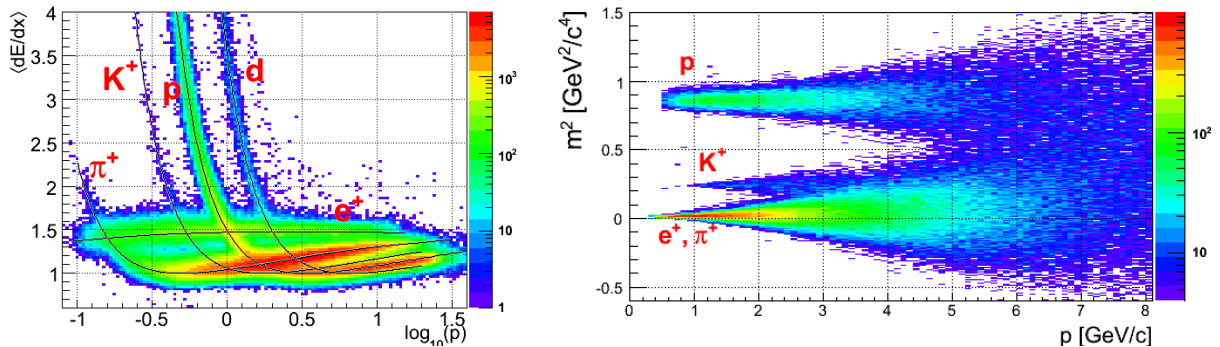 ⟨dE/dx⟩
4
3.5
3
2.5
2
1.5
1
K⁺
p
d
π⁺
e⁺
-1
-0.5
0
0.5
1
1.5
log₁₀(p)
10³
10²
10
1
m² [GeV²/c⁴]
1.5
1
0.5
0
-0.5
p
K⁺
e⁺, π⁺
0
1
2
3
4
5
6
7
8
p [GeV/c]
10²
10